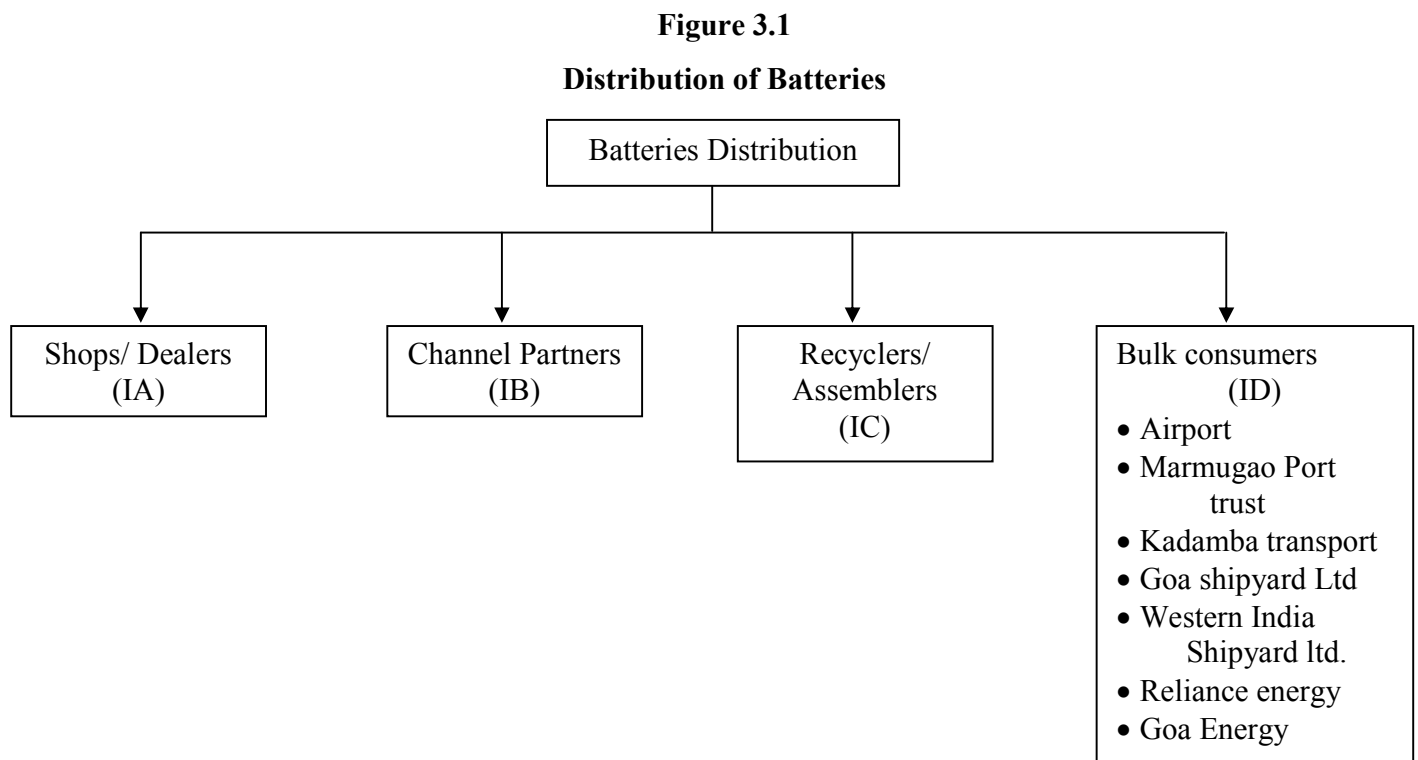 Figure 3.1
Distribution of Batteries
Batteries Distribution
Shops/ Dealers
(IA)
Channel Partners
(IB)
Recyclers/
Assemblers
(IC)
Bulk consumers
(ID)
• Airport
• Marmugao Port
trust
• Kadamba transport
• Goa shipyard Ltd
• Western India
Shipyard ltd.
• Reliance energy
• Goa Energy